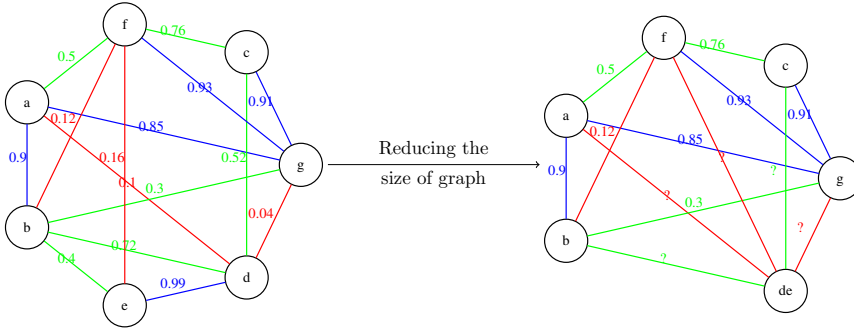 f
0.76
c
0.5
0.93
0.91
a
0.12
0.85
0.9
0.16
0.52
g
0.1
0.3
0.04
b
0.72
0.4
d
0.99
e
Reducing the
size of graph
f
0.76
c
0.5
0.93
0.91
a
0.12
0.85
?
0.9
?
g
?
0.3
?
b
?
de